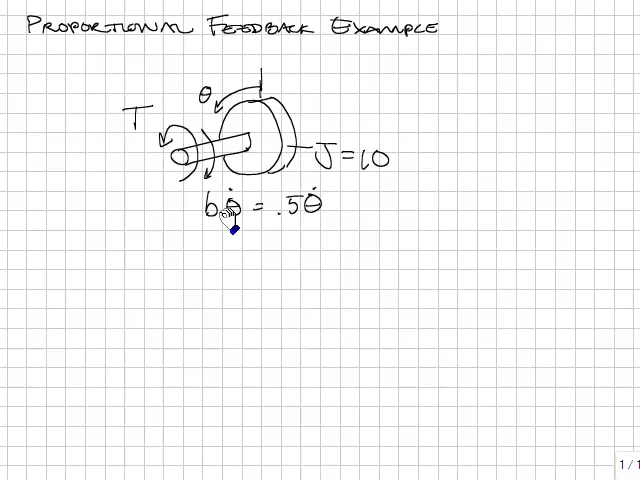 PROPORTIONAL FEEDBACK EXAMPLE
θ
T
J = 10
bθ̇ = .5θ̇
1 / 1